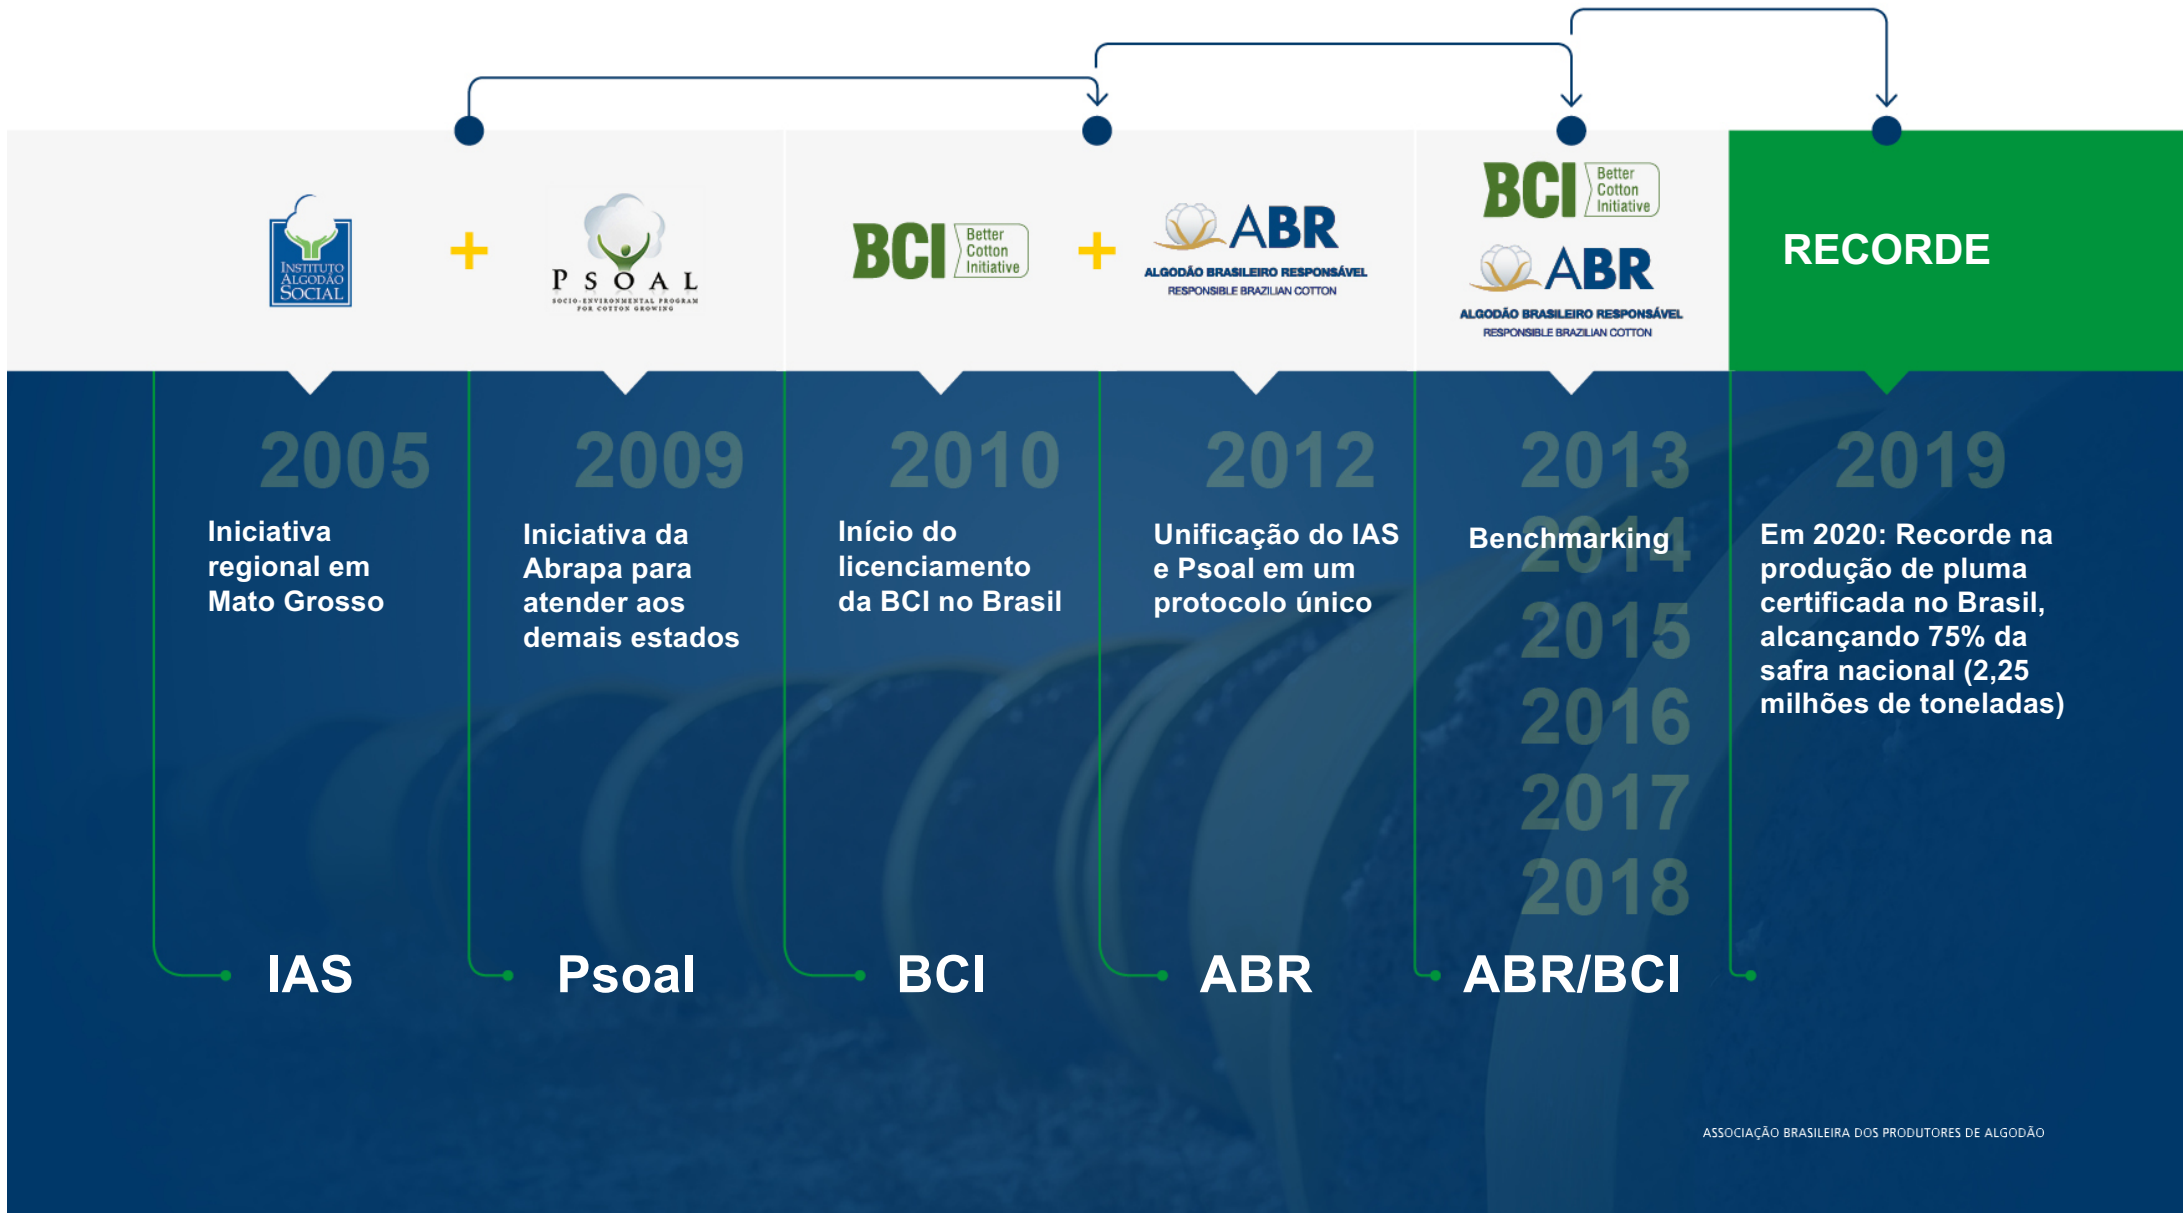 INSTITUTO
ALGODÃO
SOCIAL
+
PSOAL
SOCIO-ENVIRONMENTAL PROGRAM
FOR COTTON GROWING
BCI
Better
Cotton
Initiative
+
ABR
ALGODÃO BRASILEIRO RESPONSÁVEL
RESPONSIBLE BRAZILIAN COTTON
BCI
Better
Cotton
Initiative
ABR
ALGODÃO BRASILEIRO RESPONSÁVEL
RESPONSIBLE BRAZILIAN COTTON
RECORDE
2005
Iniciativa
regional em
Mato Grosso
IAS
2009
Iniciativa da
Abrapa para
atender aos
demais estados
Psoal
2010
Início do
licenciamento
da BCI no Brasil
BCI
2012
Unificação do IAS
e Psoal em um
protocolo único
ABR
2013
Benchmarking
2014
2015
2016
2017
2018
ABR/BCI
2019
Em 2020: Recorde na
produção de pluma
certificada no Brasil,
alcançando 75% da
safra nacional (2,25
milhões de toneladas)
ASSOCIAÇÃO BRASILEIRA DOS PRODUTORES DE ALGODÃO